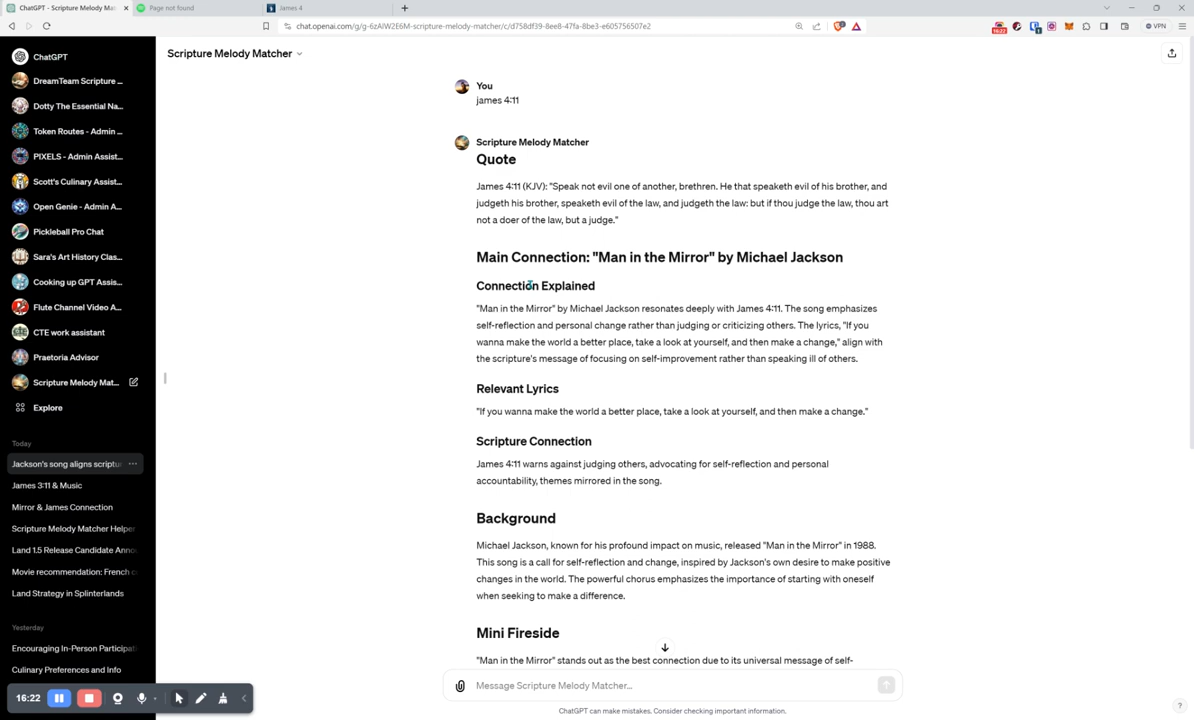 ChatGPT - Scripture Melody Mat
Page not found
James 4
chat.openai.com/g/g-6zAlW2E6M-scripture-melody-matcher/c/d758df39-8ee8-47fa-8be3-e605756507e2
VPN
ChatGPT
DreamTeam Scripture ...
Dotty The Essential Na...
Token Routes - Admin ...
PIXELS - Admin Assist...
Scott's Culinary Assist...
Open Genie - Admin A...
Pickleball Pro Chat
Sara's Art History Clas...
Cooking up GPT Assis...
Flute Channel Video A...
CTE work assistant
Praetoria Advisor
Scripture Melody Mat...
Explore
Today
Jackson's song aligns scriptu
James 3:11 & Music
Mirror & James Connection
Scripture Melody Matcher Helper
Land 1.5 Release Candidate Anno
Movie recommendation: French c
Land Strategy in Splinterlands
Yesterday
Encouraging In-Person Participat
Culinary Preferences and Info
16:22
Scripture Melody Matcher
You
james 4:11
Scripture Melody Matcher
Quote
James 4:11 (KJV): "Speak not evil one of another, brethren. He that speaketh evil of his brother, and
judgeth his brother, speaketh evil of the law, and judgeth the law: but if thou judge the law, thou art
not a doer of the law, but a judge."
Main Connection: "Man in the Mirror" by Michael Jackson
Connection Explained
"Man in the Mirror" by Michael Jackson resonates deeply with James 4:11. The song emphasizes
self-reflection and personal change rather than judging or criticizing others. The lyrics, "If you
wanna make the world a better place, take a look at yourself, and then make a change," align with
the scripture's message of focusing on self-improvement rather than speaking ill of others.
Relevant Lyrics
"If you wanna make the world a better place, take a look at yourself, and then make a change."
Scripture Connection
James 4:11 warns against judging others, advocating for self-reflection and personal
accountability, themes mirrored in the song.
Background
Michael Jackson, known for his profound impact on music, released "Man in the Mirror" in 1988.
This song is a call for self-reflection and change, inspired by Jackson's own desire to make positive
changes in the world. The powerful chorus emphasizes the importance of starting with oneself
when seeking to make a difference.
Mini Fireside
"Man in the Mirror" stands out as the best connection due to its universal message of self-
Message Scripture Melody Matcher...
ChatGPT can make mistakes. Consider checking important information.